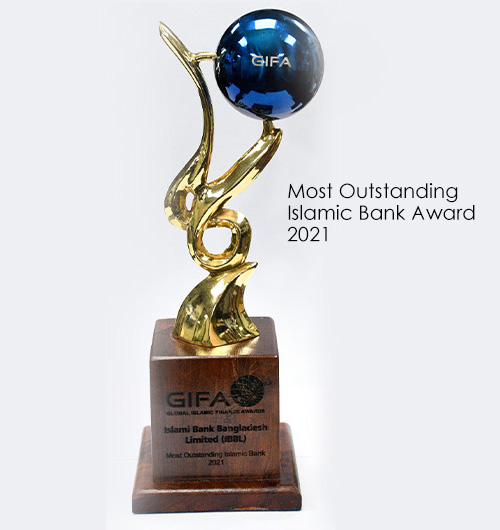 GIFA
Most Outstanding
Islamic Bank Award
2021
GIFA
GLOBAL ISLAMIC FINANCE AWARDS
Islami Bank Bangladesh
Limited (IBBL)
Most Outstanding Islamic Bank
2021